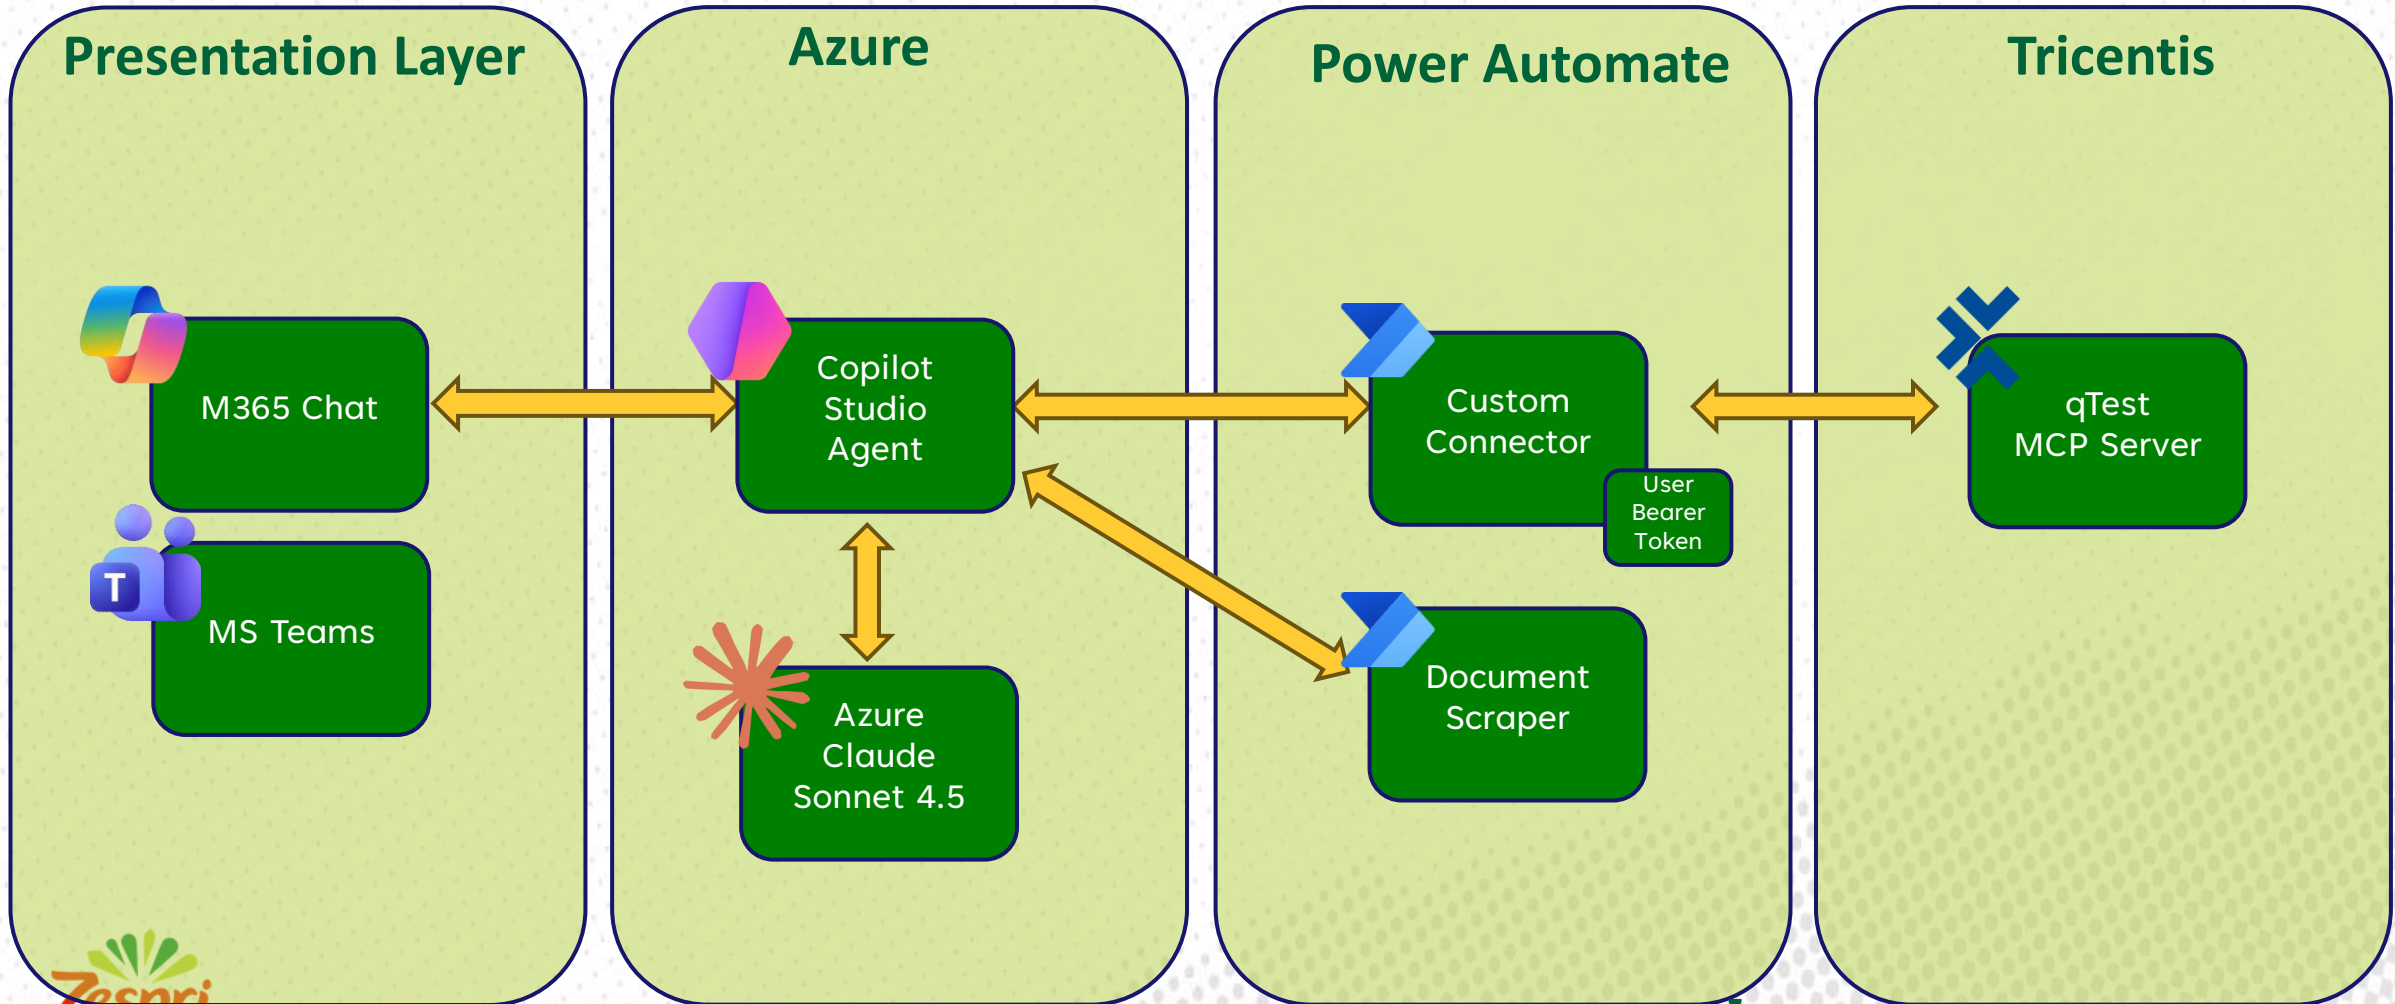 Presentation Layer
Azure
Power Automate
Tricentis
M365 Chat
T
MS Teams
Copilot
Studio
Agent
Azure
Claude
Sonnet 4.5
Custom
Connector
User
Bearer
Token
Document
Scraper
qTest
MCP Server
Zespri